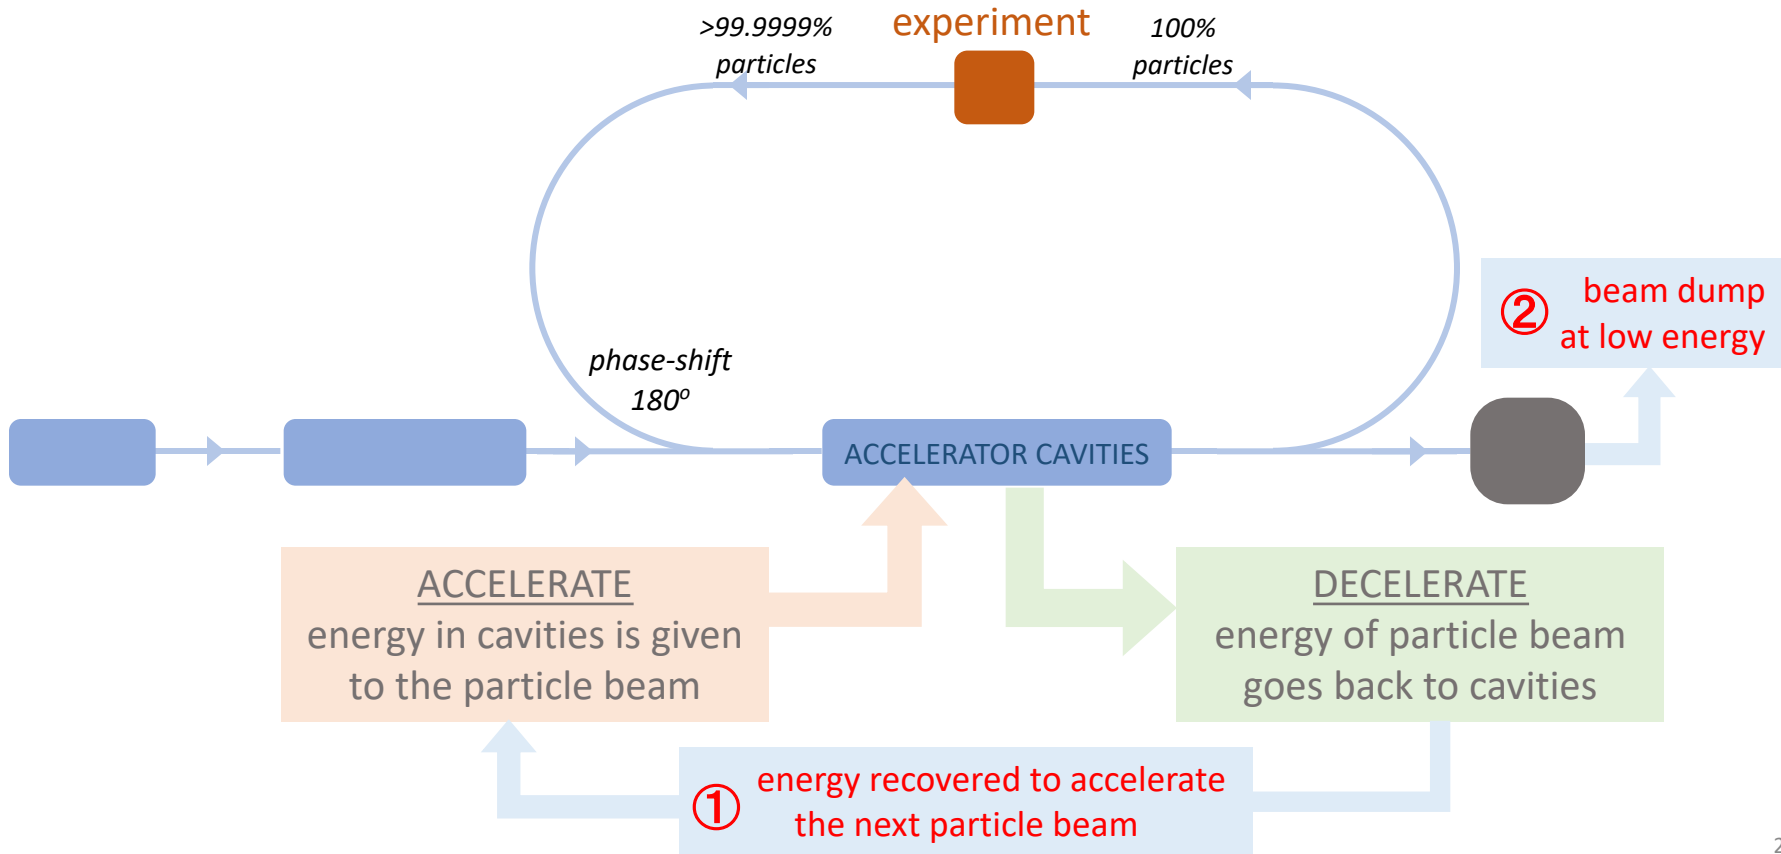 experiment
>99.9999%
particles
100%
particles
② beam dump
at low energy
phase-shift
180⁰
ACCELERATOR CAVITIES
ACCELERATE
energy in cavities is given
to the particle beam
DECELERATE
energy of particle beam
goes back to cavities
① energy recovered to accelerate
the next particle beam
2